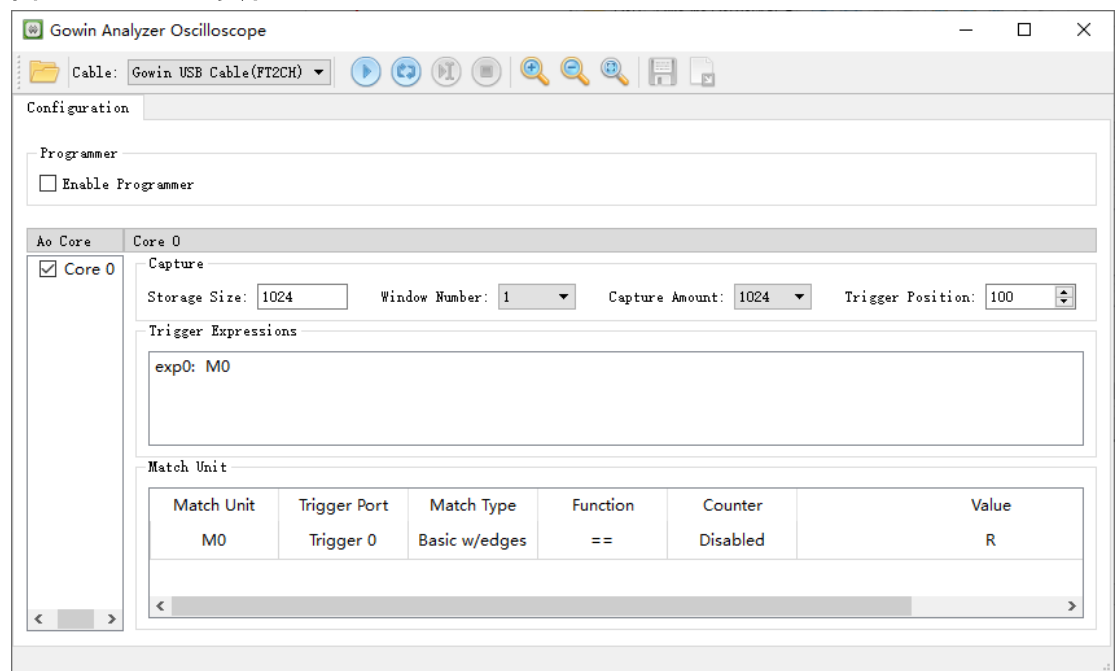 Gowin Analyzer Oscilloscope
Cable: Gowin USB Cable(FT2CH)
Configuration
Programmer
Enable Programmer
Ao Core Core 0
Core 0
Capture
Storage Size: 1024 Window Number: 1 Capture Amount: 1024 Trigger Position: 100
Trigger Expressions
exp0: M0
Match Unit
Match Unit Trigger Port Match Type Function Counter Value
M0 Trigger 0 Basic w/edges == Disabled R